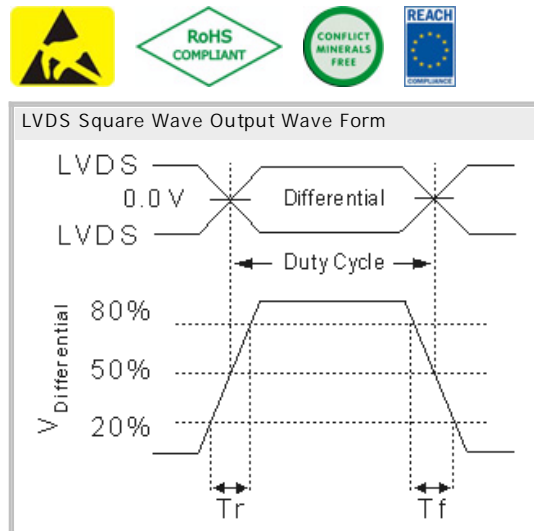 RoHS
COMPLIANT
CONFLICT
MINERALS
FREE
REACH
COMPLIANCE
LVDS Square Wave Output Wave Form
LVDS
0.0 V
Differential
LVDS
Duty Cycle
80%
50%
20%
V Differential
Tr
Tf